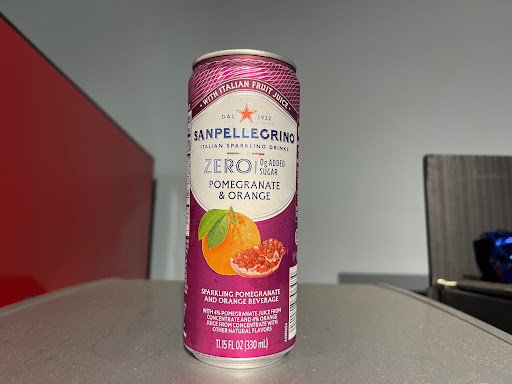 • WITH ITALIAN FRUIT JUICE •
DAL 1932
SANPELLEGRINO
ITALIAN SPARKLING DRINKS
ZERO 0g ADDED
SUGAR
POMEGRANATE
& ORANGE
SPARKLING POMEGRANATE
AND ORANGE BEVERAGE
WITH 4% POMEGRANATE JUICE FROM
CONCENTRATE AND 4% ORANGE
JUICE FROM CONCENTRATE WITH
OTHER NATURAL FLAVORS
11.15 FL OZ (330 mL)